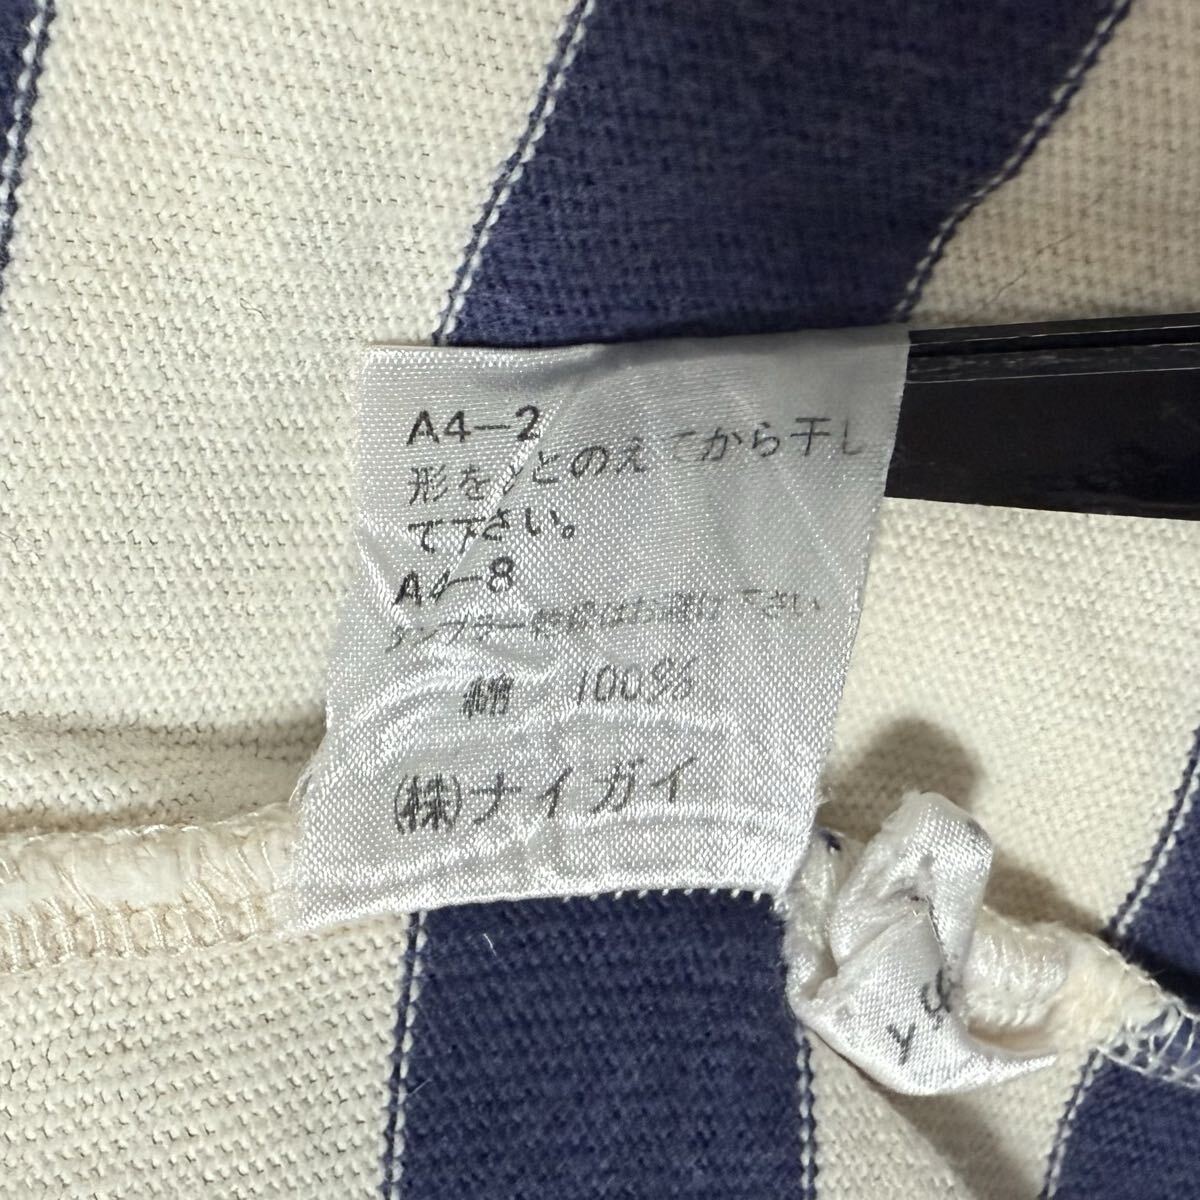 A4-2
形をととのえてから干し
て下さい。
A4-8
タンブラー乾燥はお避け下さい
綿 100%
(株)ナイガイ